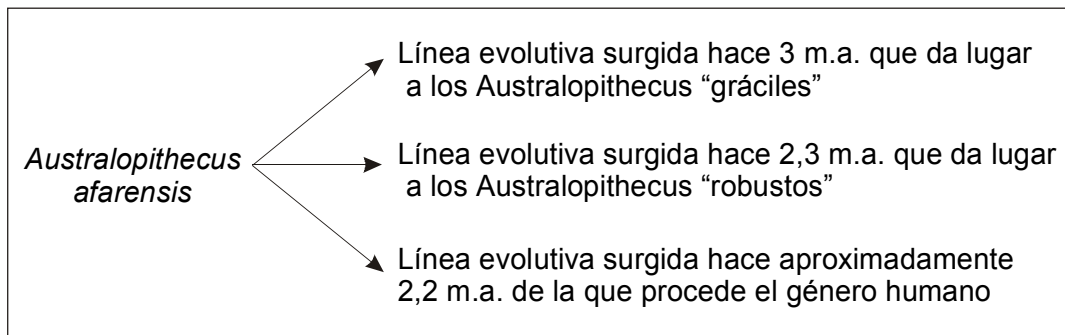 Línea evolutiva surgida hace 3 m.a. que da lugar
a los Australopithecus “gráciles”
Australopithecus
afarensis
Línea evolutiva surgida hace 2,3 m.a. que da lugar
a los Australopithecus “robustos”
Línea evolutiva surgida hace aproximadamente
2,2 m.a. de la que procede el género humano